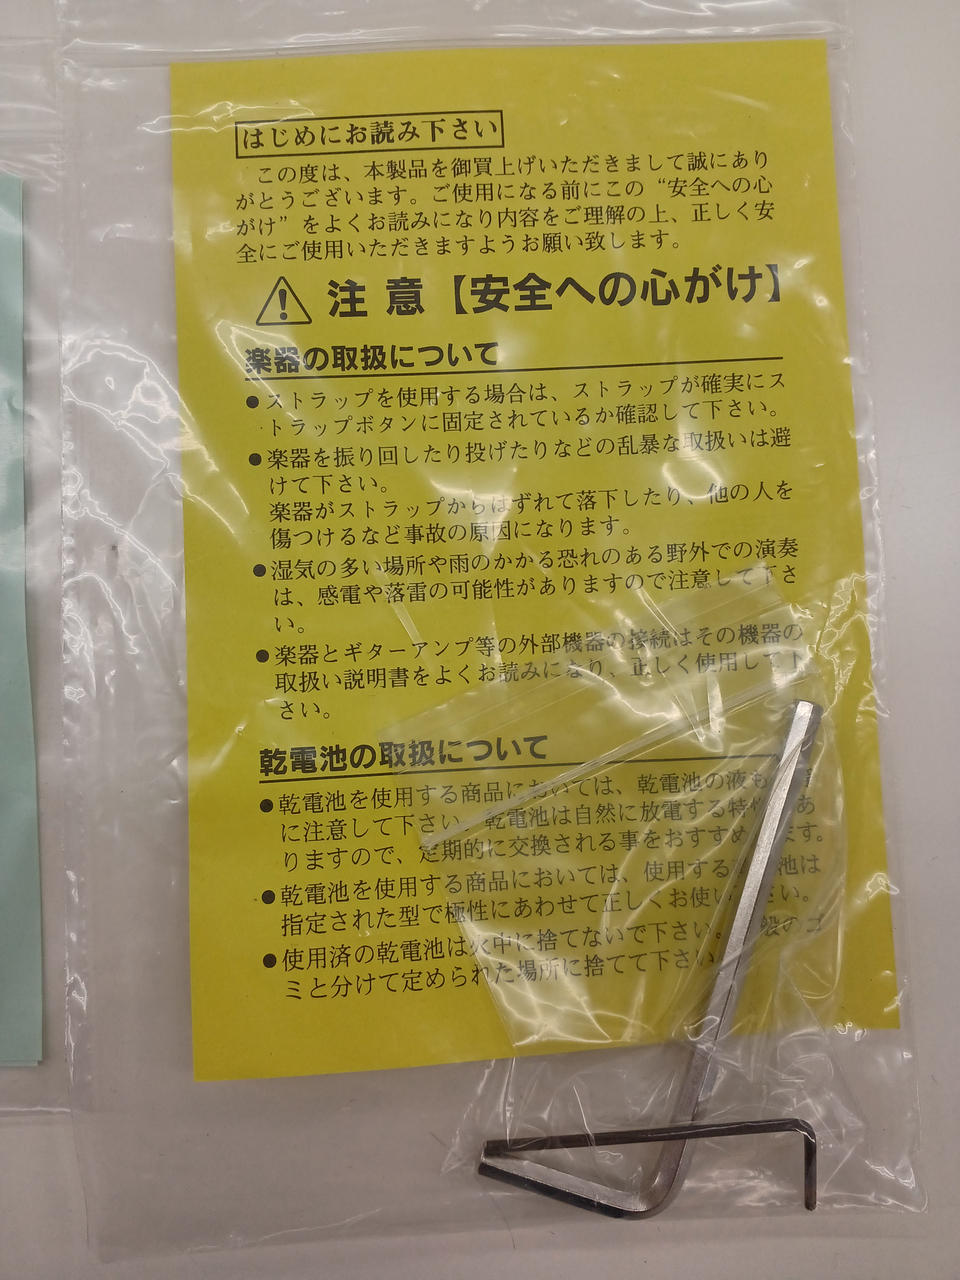 はじめにお読み下さい
この度は、本製品を御買上げいただきまして誠にあり
がとうございます。ご使用になる前にこの“安全への心
がけ”をよくお読みになり内容をご理解の上、正しく安
全にご使用いただきますようお願い致します。
注意【安全への心がけ】
楽器の取扱について
●ストラップを使用する場合は、ストラップが確実にス
トラップボタンに固定されているか確認して下さい。
●楽器を振り回したり投げたりなどの乱暴な取扱いは避
けて下さい。
楽器がストラップからはずれて落下したり、他の人を
傷つけるなど事故の原因になります。
●湿気の多い場所や雨のかかる恐れのある野外での演奏
は、感電や落雷の可能性がありますので注意して下さ
い。
●楽器とギターアンプ等の外部機器の接続はその機器の
取扱い説明書をよくお読みになり、正しく使用して下
さい。
乾電池の取扱について
●乾電池を使用する商品においては、乾電池の液も
に注意して下さい。乾電池は自然に放電する特性 あ
りますので、定期的に交換される事をおすすめ ます。
●乾電池を使用する商品においては、使用する 池は
指定された型で極性にあわせて正しくお使い さい。
●使用済の乾電池は火中に捨てないで下さい。 般のゴ
ミと分けて定められた場所に捨てて下さい